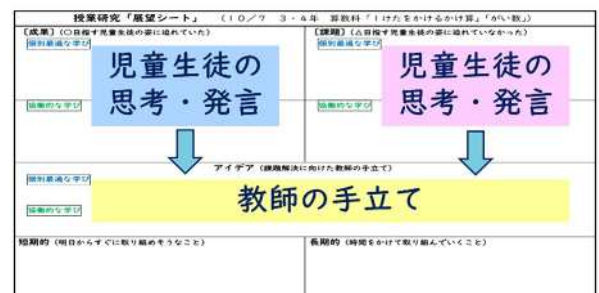 授業研究「展望シート」 （１０／７ ３・４年 算数科「１けたをかけるかけ算」「がい数」）
【成果】（○目指す児童生徒の姿に迫れていた）
【課題】（△目指す児童生徒の姿に迫れていなかった）
個別最適な学び
個別最適な学び
児童生徒の
思考・発言
児童生徒の
思考・発言
協働的な学び
協働的な学び
アイデア（課題解決に向けた教師の手立て）
個別最適な学び
教師の手立て
協働的な学び
短期的（明日からすぐに取り組めそうなこと）
長期的（時間をかけて取り組んでいくこと）